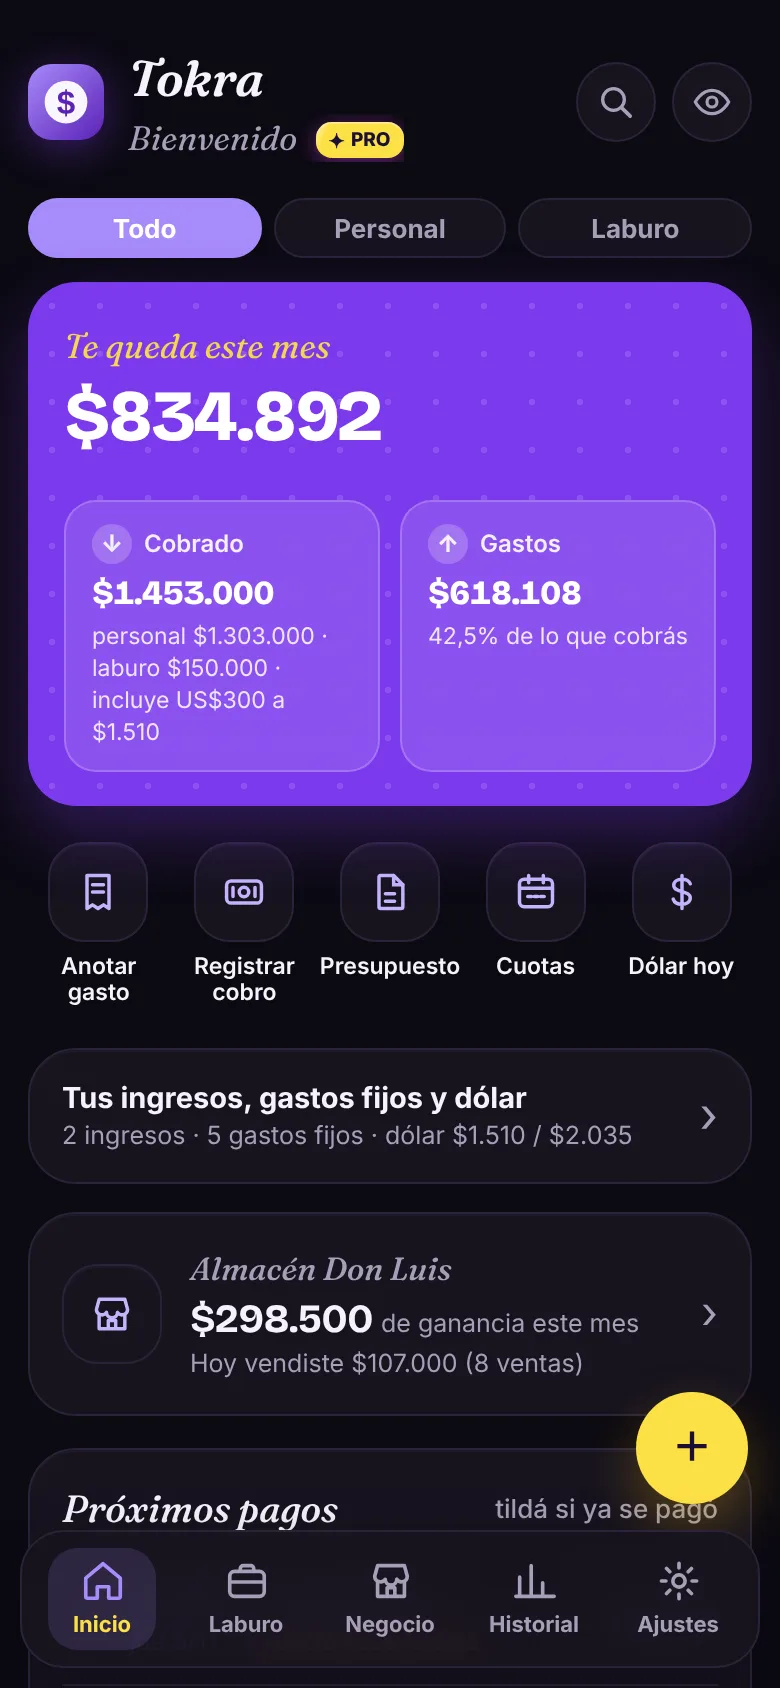 $
Tokra
Bienvenido
PRO
Todo
Personal
Laburo
Te queda este mes
$834.892
Cobrado
$1.453.000
personal $1.303.000 ·
laburo $150.000 ·
incluye US$300 a
$1.510
Gastos
$618.108
42,5% de lo que cobrás
Anotar
gasto
Registrar
cobro
Presupuesto
Cuotas
Dólar hoy
Tus ingresos, gastos fijos y dólar
2 ingresos · 5 gastos fijos · dólar $1.510 / $2.035
Almacén Don Luis
$298.500 de ganancia este mes
Hoy vendiste $107.000 (8 ventas)
+
Próximos pagos
tildá si ya se pagó
Inicio
Laburo
Negocio
Historial
Ajustes